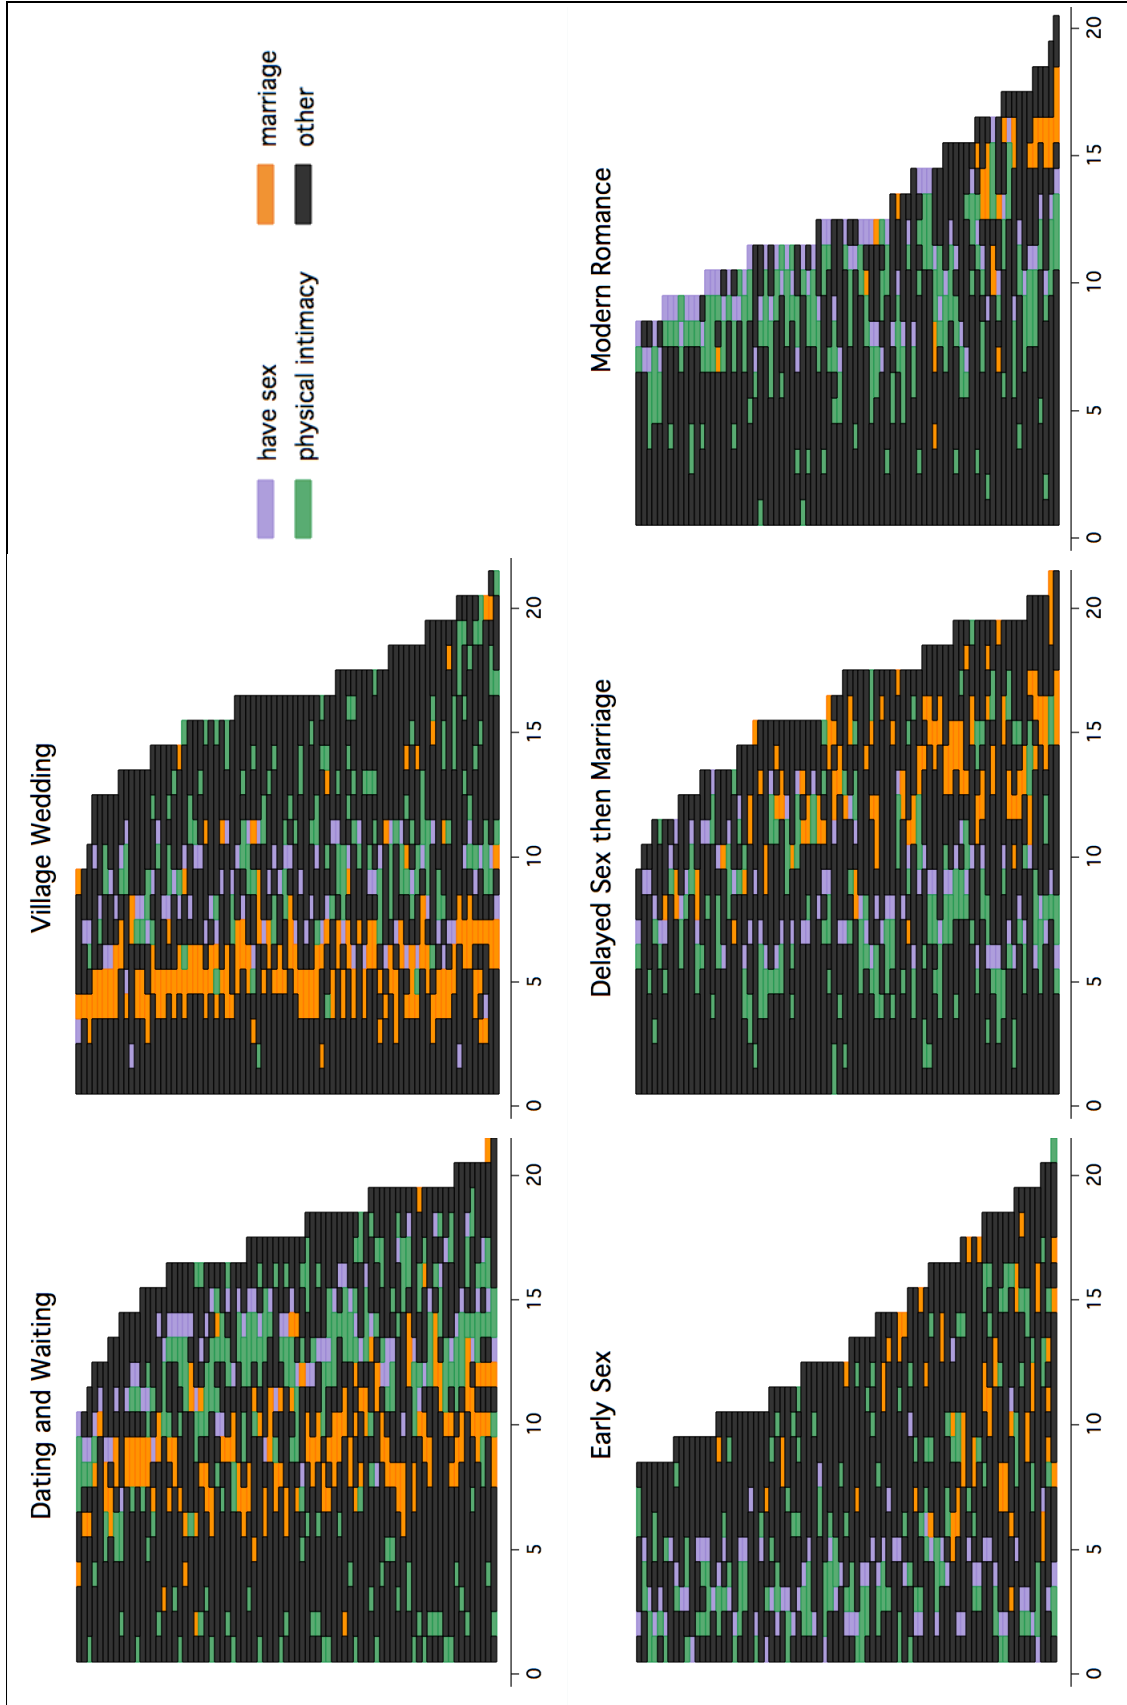 Dating and Waiting
0 5 10 15 20
Village Wedding
0 5 10 15 20
have sex marriage
physical intimacy other
Early Sex
0 5 10 15 20
Delayed Sex then Marriage
0 5 10 15 20
Modern Romance
0 5 10 15 20